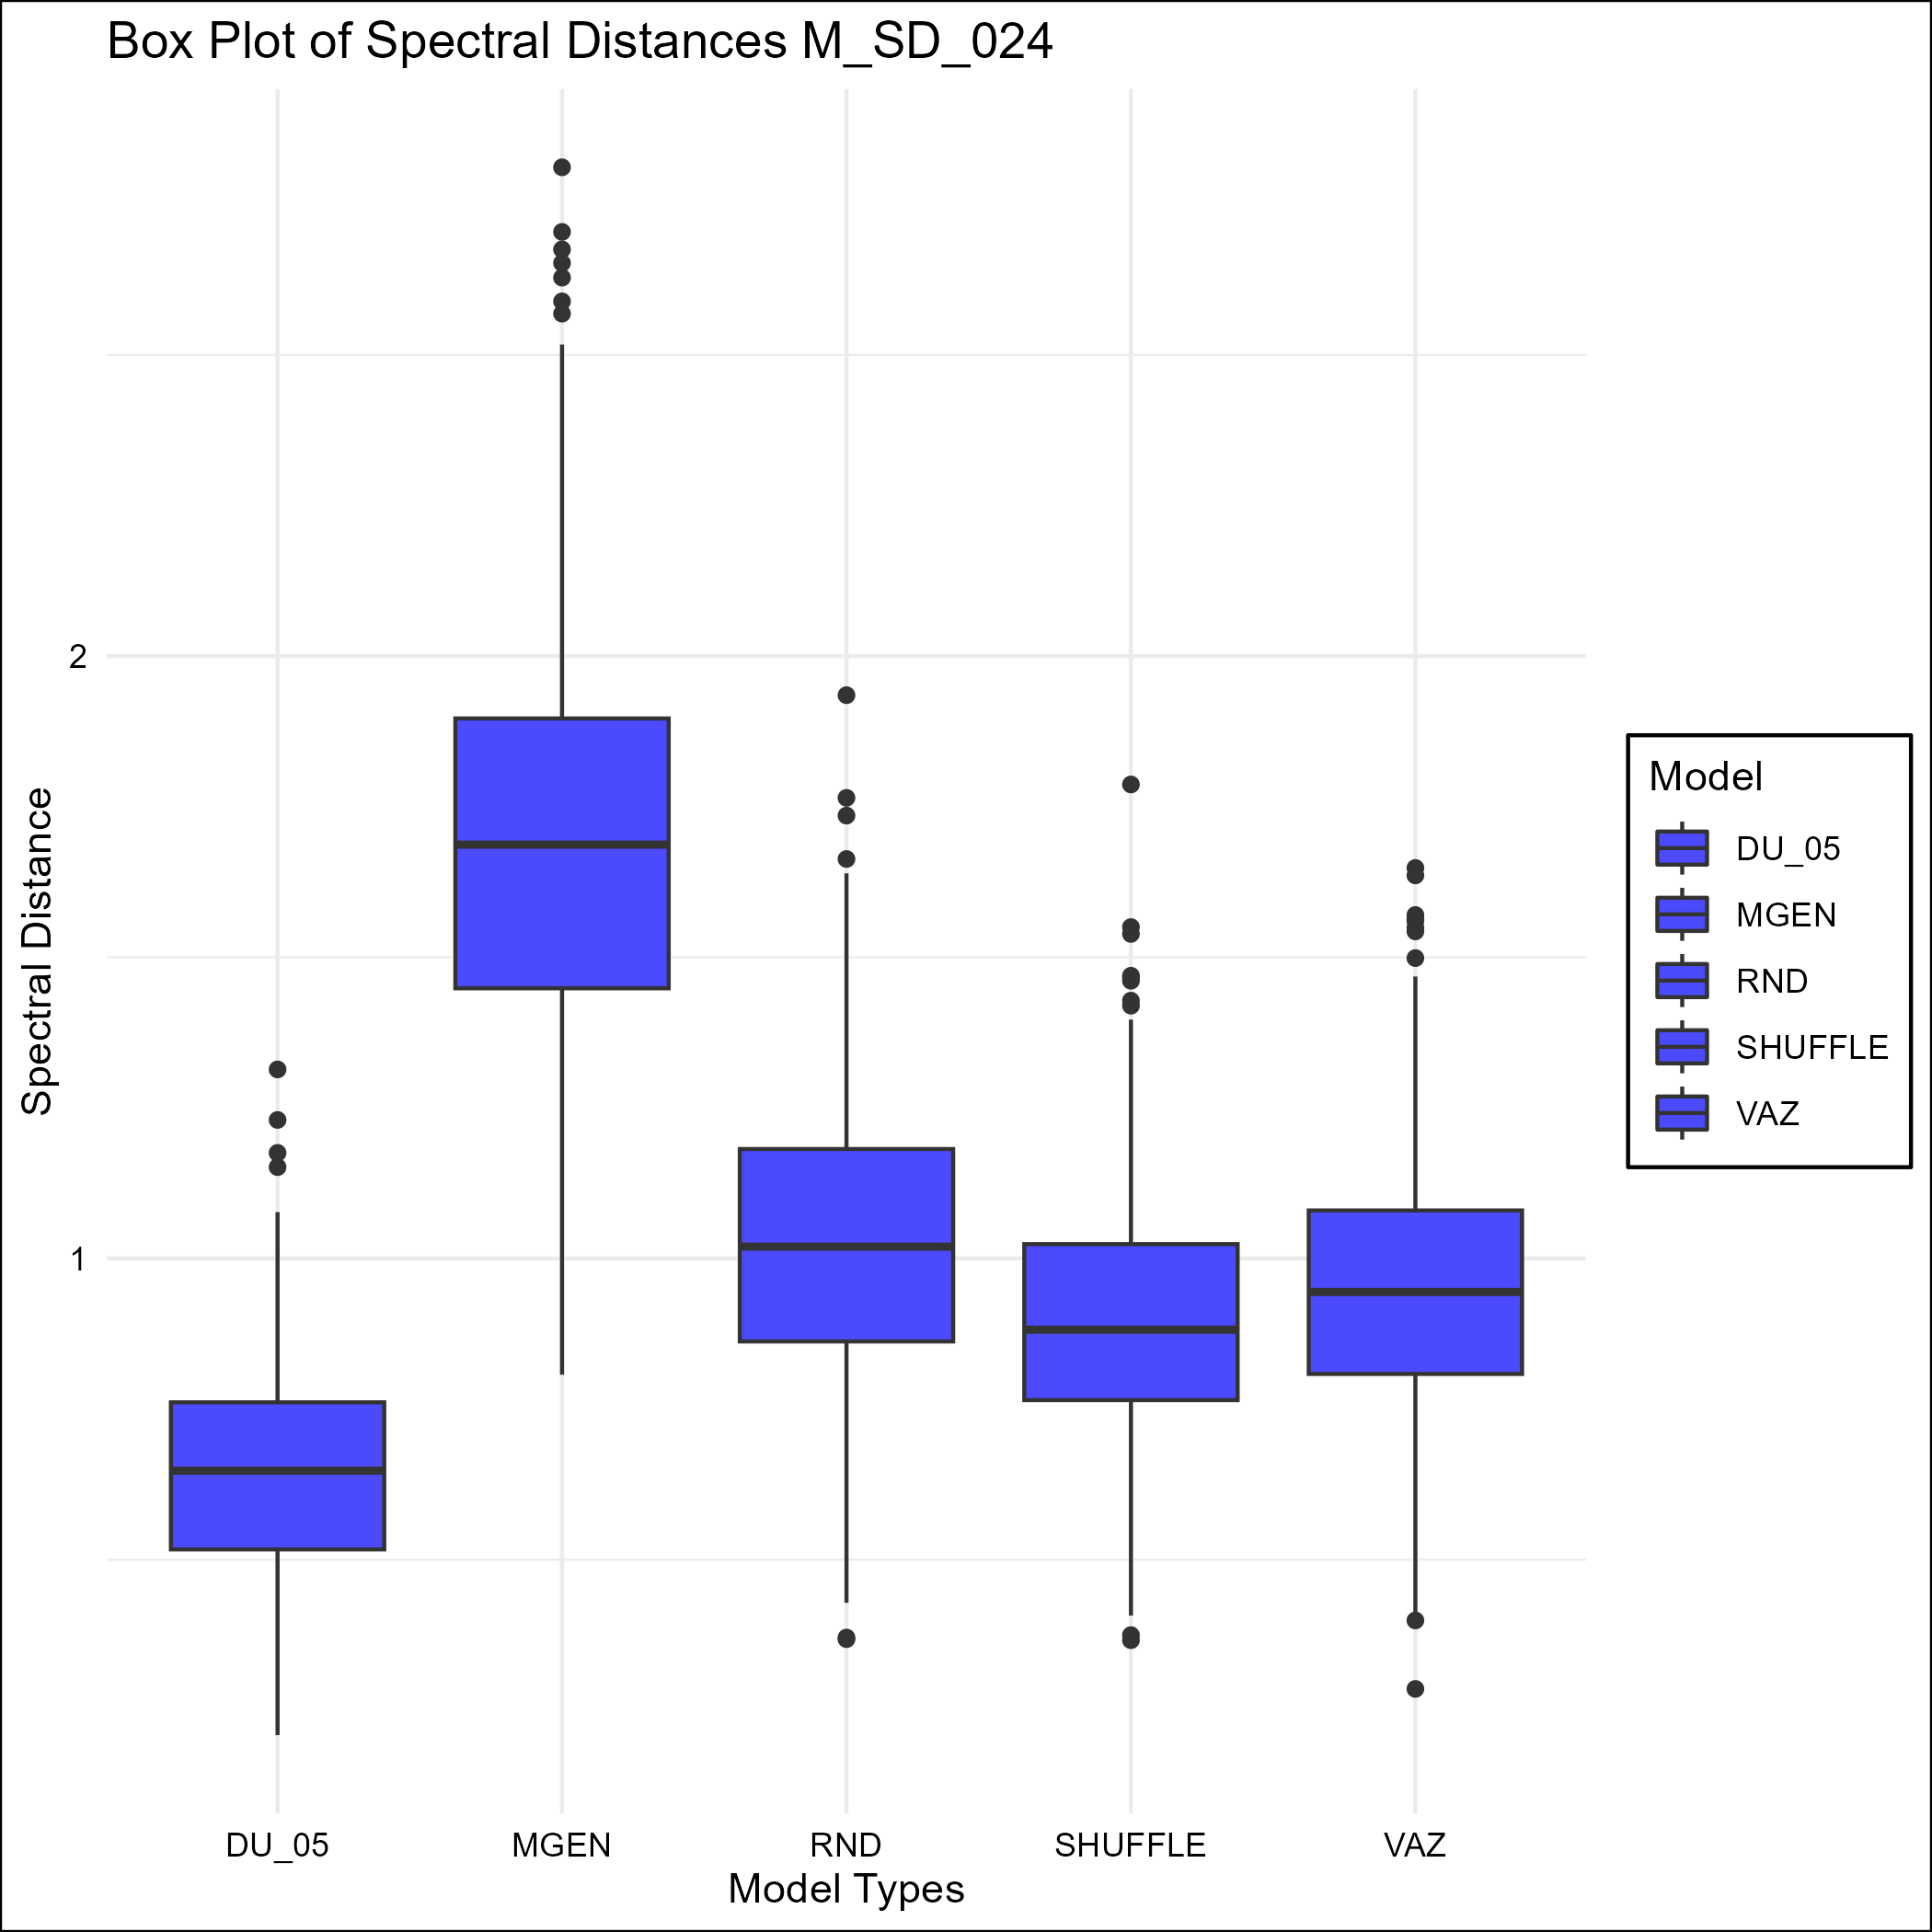 Box Plot of Spectral Distances M_SD_024
Spectral Distance
2
1
DU_05
MGEN
RND
SHUFFLE
VAZ
Model Types
Model
DU_05
MGEN
RND
SHUFFLE
VAZ